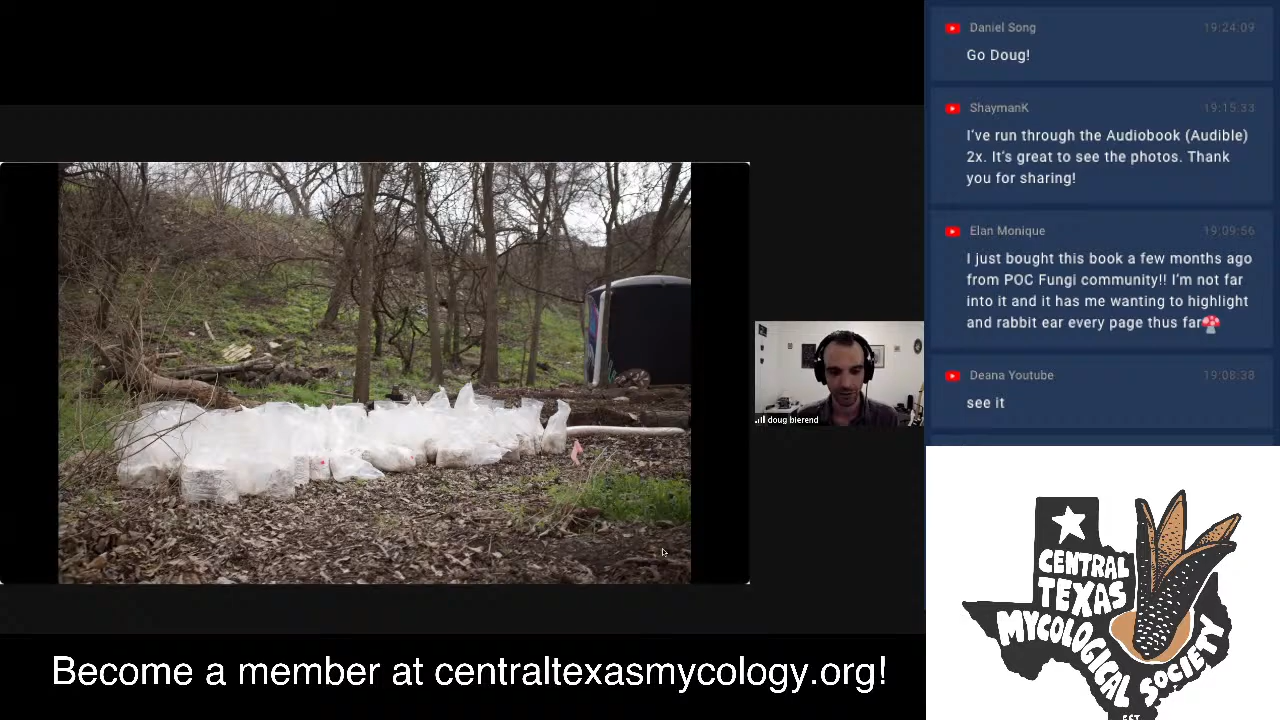 Daniel Song 19:24:09
Go Doug!
ShaymanK 19:15:33
I've run through the Audiobook (Audible)
2x. It's great to see the photos. Thank
you for sharing!
Elan Monique 19:09:56
I just bought this book a few months ago
from POC Fungi community!! I'm not far
into it and it has me wanting to highlight
and rabbit ear every page thus far🍄
Deana Youtube 19:08:38
see it
doug bierend
CENTRAL
TEXAS
MYCOLOGICAL
SOCIETY
EST
Become a member at centraltexasmycology.org!